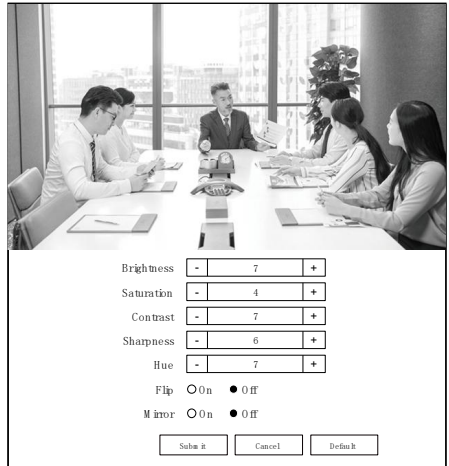 Brightness - 7 +
Saturation - 4 +
Contrast - 7 +
Sharpness - 6 +
Hue - 7 +
Flip On Off
Mirror On Off
Submit Cancel Default